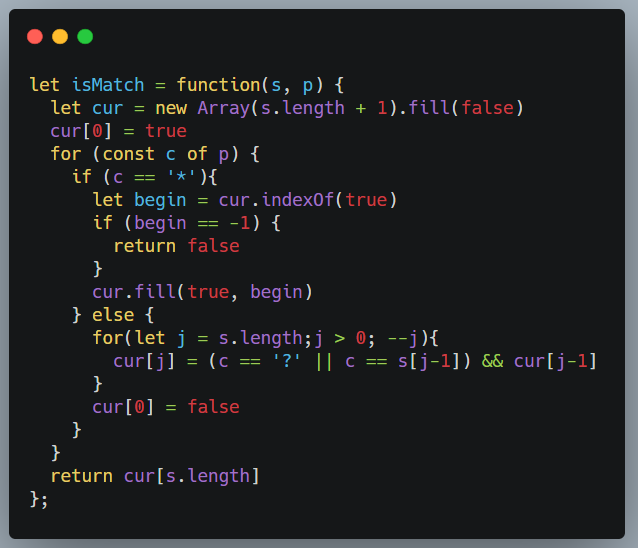 let isMatch = function(s, p) {
  let cur = new Array(s.length + 1).fill(false)
  cur[0] = true
  for (const c of p) {
    if (c == '*'){
      let begin = cur.indexOf(true)
      if (begin == -1) {
        return false
      }
      cur.fill(true, begin)
    } else {
      for(let j = s.length;j > 0; --j){
        cur[j] = (c == '?' || c == s[j-1]) && cur[j-1]
      }
      cur[0] = false
    }
  }
  return cur[s.length]
};